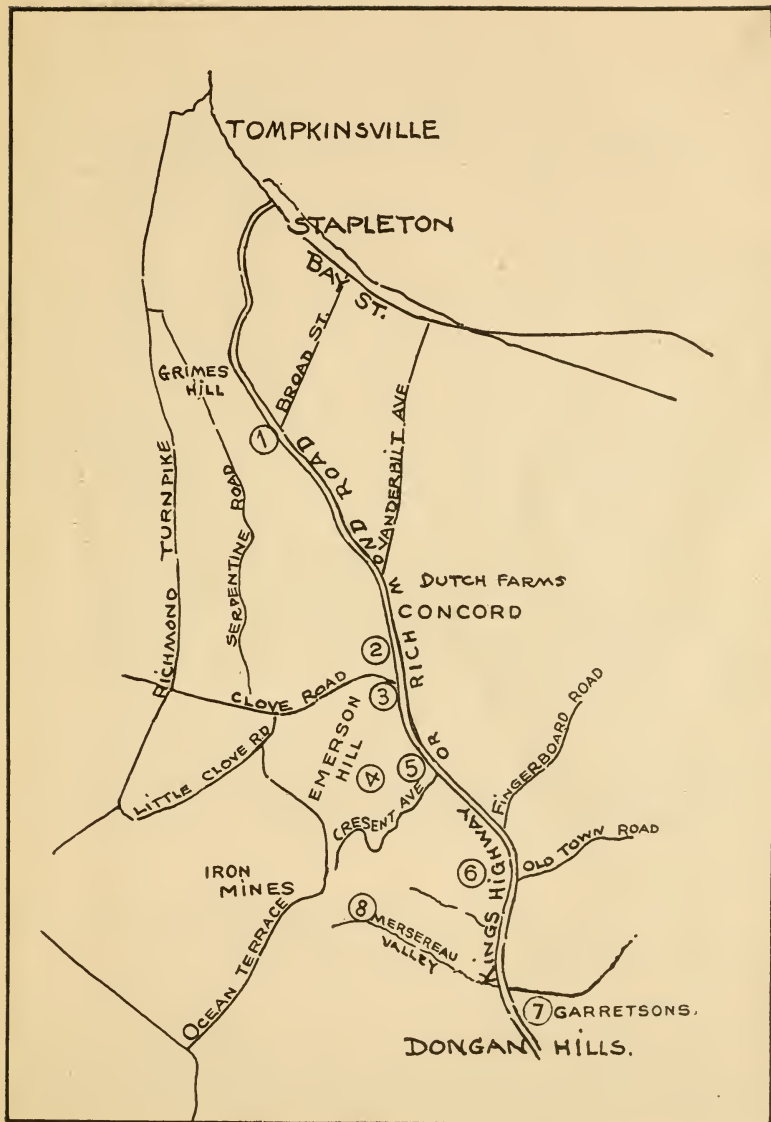 TOMPKINSVILLE
STAPLETON
BAY ST.
BROAD ST.
GRIMES
HILL
1
RICHMOND ROAD
VANDERBILT AVE
RICHMOND TURNPIKE
SERPENTINE ROAD
DUTCH FARMS
CONCORD
2
CLOVE ROAD
3
OR
EMERSON
HILL
4
5
FINGERBOARD ROAD
LITTLE CLOVE RD
CRESENT AVE
KINGS HIGHWAY
OLD TOWN ROAD
6
IRON
MINES
8
MERSEREAU
VALLEY
OCEAN TERRACE
7 GARRETSONS.
DONGAN HILLS.